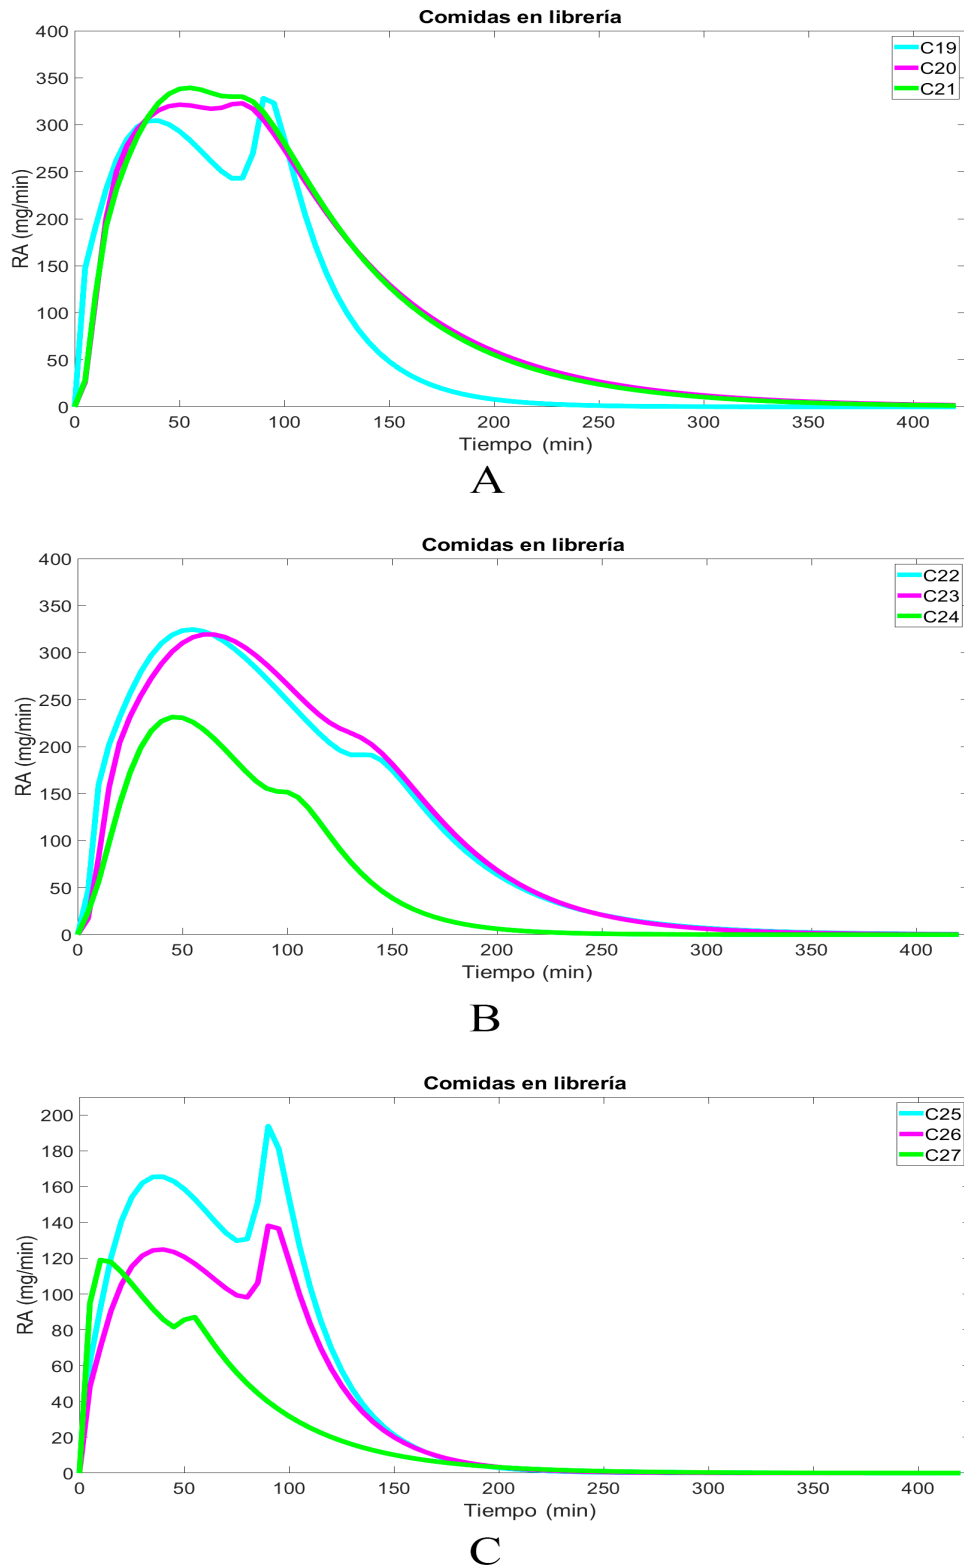 Comidas en librería
400
350
300
250
200
150
100
50
0
RA (mg/min)
C19
C20
C21
0 50 100 150 200 250 300 350 400
Tiempo (min)
A
Comidas en librería
400
350
300
250
200
150
100
50
0
RA (mg/min)
C22
C23
C24
0 50 100 150 200 250 300 350 400
Tiempo (min)
B
Comidas en librería
200
180
160
140
120
100
80
60
40
20
0
RA (mg/min)
C25
C26
C27
0 50 100 150 200 250 300 350 400
Tiempo (min)
C